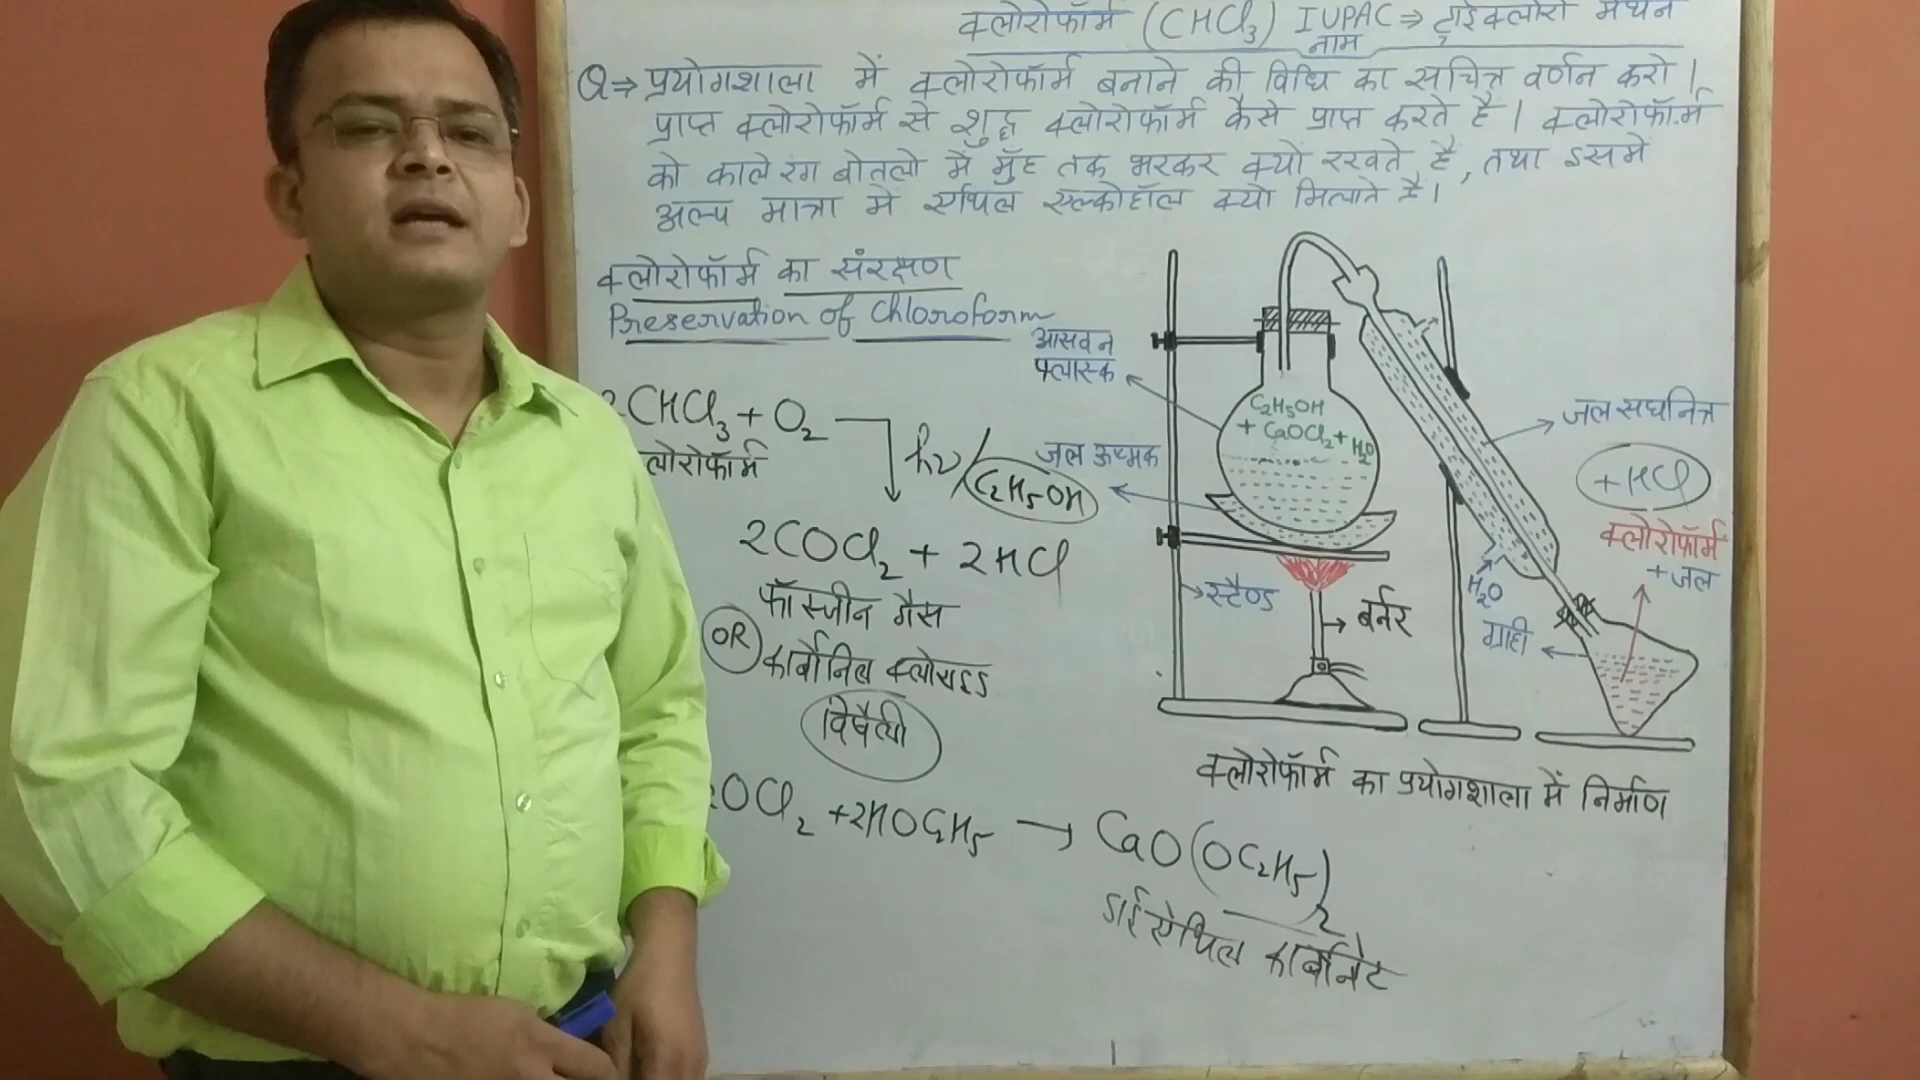 क्लोरोफॉर्म (CHCl₃) IUPAC⇒ ट्राईक्लोरो मेथेन
नाम
Q⇒ प्रयोगशाला में क्लोरोफॉर्म बनाने की विधि का सचित्र वर्णन करो।
प्राप्त क्लोरोफॉर्म से शुद्ध क्लोरोफॉर्म कैसे प्राप्त करते है। क्लोरोफॉर्म
को काले रंग बोतलो में मुँह तक भरकर क्यो रखते है, तथा इसमे
अल्प मात्रा मे एथिल एल्कोहॉल क्यो मिलाते है।
क्लोरोफॉर्म का संरक्षण
Preservation of Chloroform
आसवन
फ्लास्क
2CHCl₃ + O₂
लोरोफॉर्म
hν/C₂H₅OH
2COCl₂ + 2HCl
फॉस्जीन गैस
OR
कार्बोनिल क्लोराइड
विषैली
OCl₂ + 2HOC₂H₅ → CaO(OC₂H₅)₂
डाई एथिल कार्बोनेट
C₂H₅OH
+ CaOCl₂ + H₂O
जल ऊष्मक
जल संघनित्र
+HCl
क्लोरोफॉर्म
+जल
H₂O
ग्राही
स्टैण्ड
बर्नर
क्लोरोफॉर्म का प्रयोगशाला में निर्माण